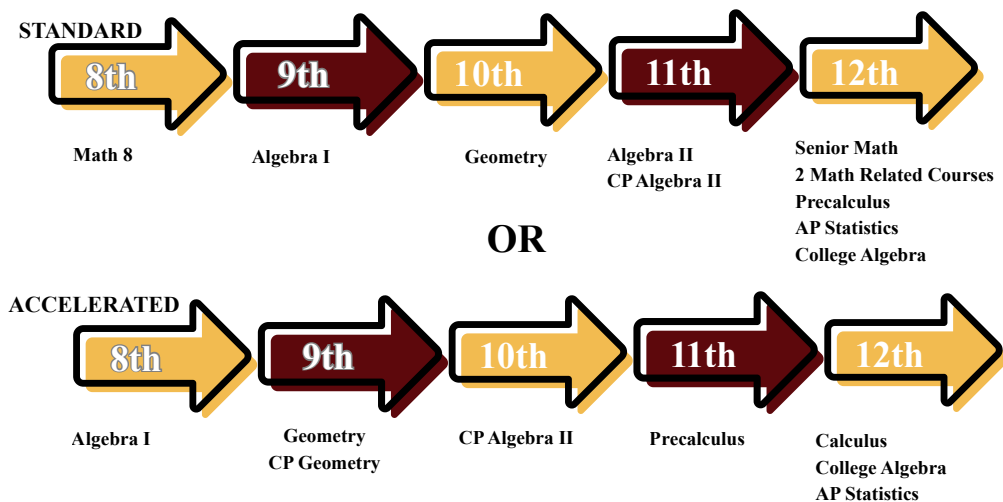 STANDARD
8th
9th
10th
11th
12th
Math 8
Algebra I
Geometry
Algebra II
CP Algebra II
Senior Math
2 Math Related Courses
Precalculus
AP Statistics
College Algebra
OR
ACCELERATED
8th
9th
10th
11th
12th
Algebra I
Geometry
CP Geometry
CP Algebra II
Precalculus
Calculus
College Algebra
AP Statistics